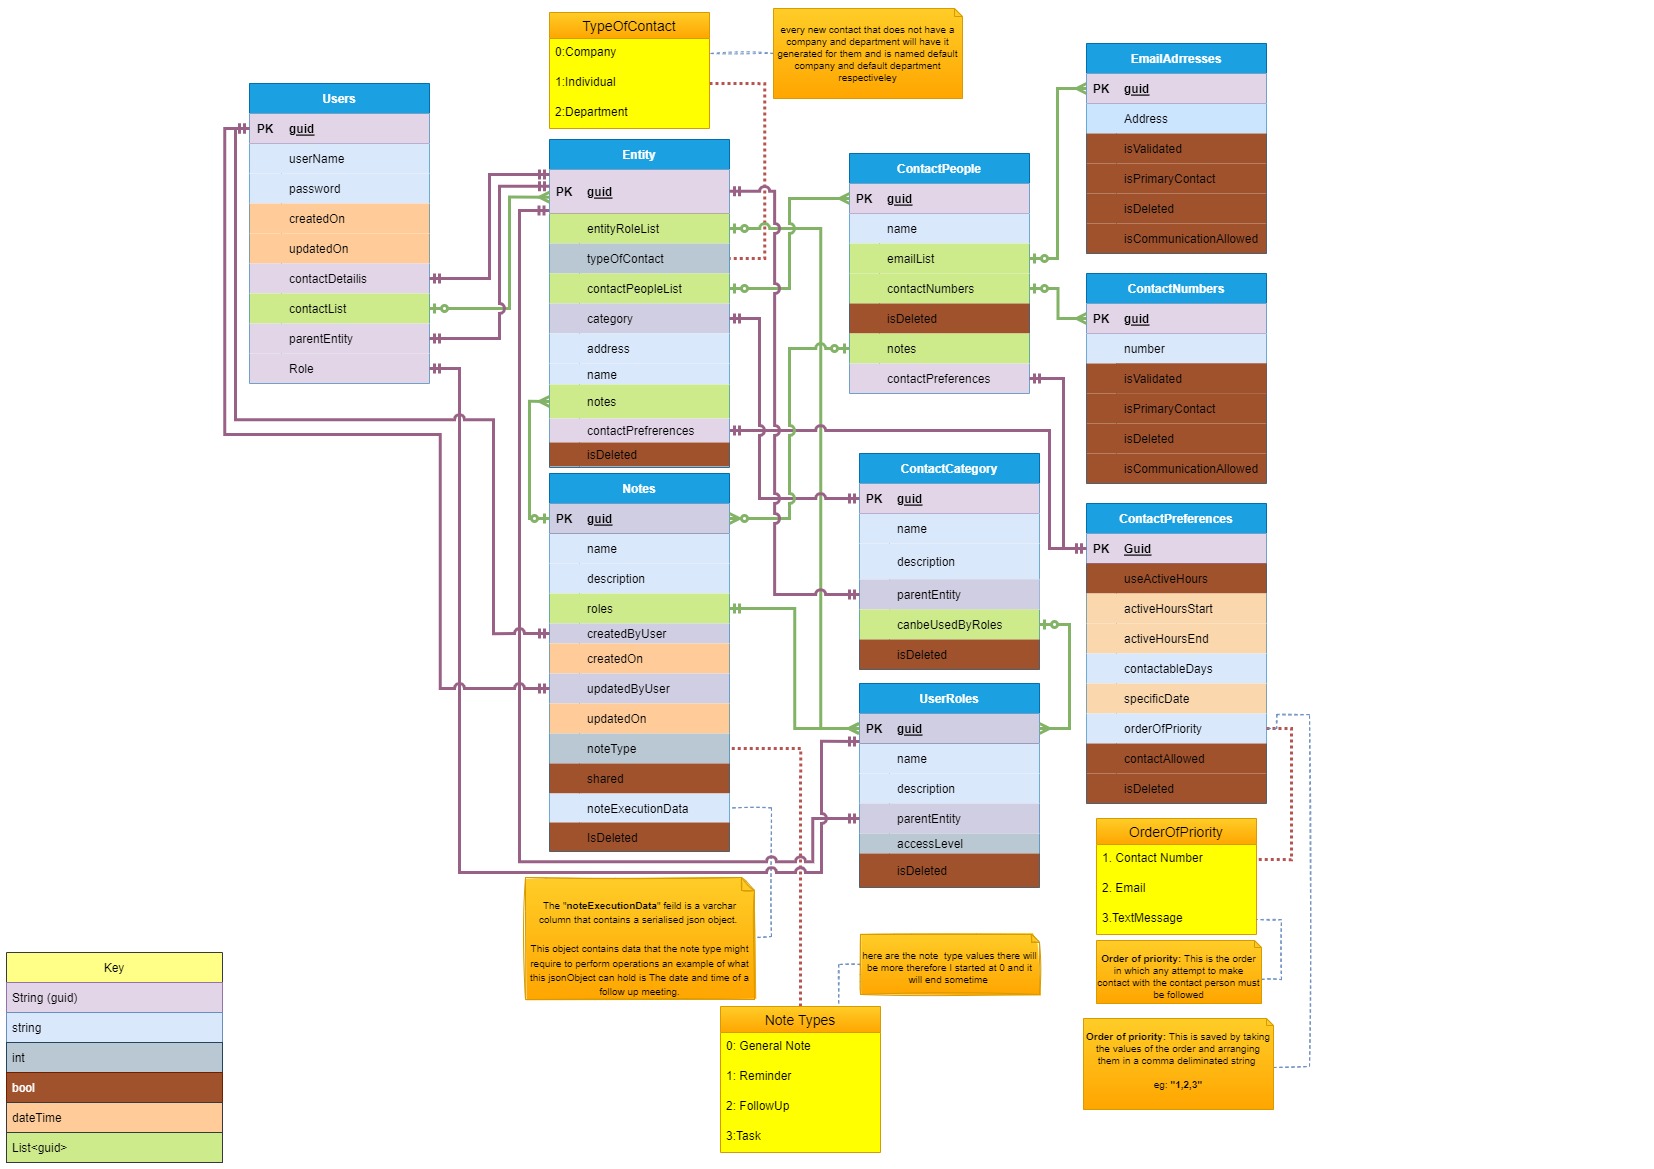 TypeOfContact
0:Company
1:Individual
2:Department
every new contact that does not have a
company and department will have it
generated for them and is named default
company and default department
respectiveley
Users
PK guid
userName
password
createdOn
updatedOn
contactDetailis
contactList
parentEntity
Role
Entity
PK guid
entityRoleList
typeOfContact
contactPeopleList
category
address
name
notes
contactPrefrerences
isDeleted
ContactPeople
PK guid
name
emailList
contactNumbers
isDeleted
notes
contactPreferences
EmailAdrresses
PK guid
Address
isValidated
isPrimaryContact
isDeleted
isCommunicationAllowed
ContactNumbers
PK guid
number
isValidated
isPrimaryContact
isDeleted
isCommunicationAllowed
Notes
PK guid
name
description
roles
createdByUser
createdOn
updatedByUser
updatedOn
noteType
shared
noteExecutionData
IsDeleted
ContactCategory
PK guid
name
description
parentEntity
canbeUsedByRoles
isDeleted
UserRoles
PK guid
name
description
parentEntity
accessLevel
isDeleted
ContactPreferences
PK Guid
useActiveHours
activeHoursStart
activeHoursEnd
contactableDays
specificDate
orderOfPriority
contactAllowed
isDeleted
OrderOfPriority
1. Contact Number
2. Email
3.TextMessage
Order of priority: This is the order
in which any attempt to make
contact with the contact person must
be followed
Order of priority: This is saved by taking
the values of the order and arranging
them in a comma deliminated string
eg: "1,2,3"
The "noteExecutionData" feild is a varchar
column that contains a serialised json object.
This object contains data that the note type might
require to perform operations an example of what
this jsonObject can hold is The date and time of a
follow up meeting.
here are the note type values there will
be more therefore I started at 0 and it
will end sometime
Note Types
0: General Note
1: Reminder
2: FollowUp
3:Task
Key
String (guid)
string
int
bool
dateTime
List<guid>